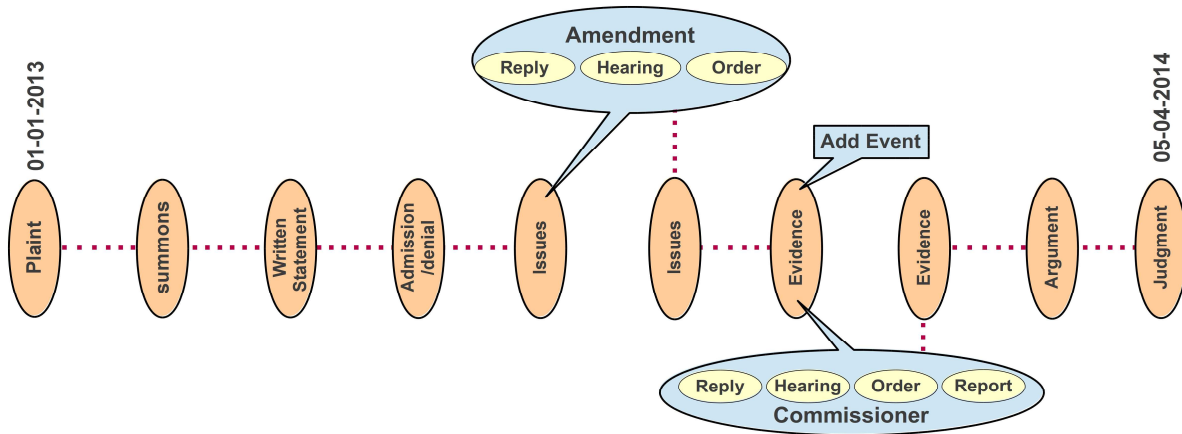 Amendment
Reply Hearing Order
01-01-2013
05-04-2014
Add Event
Plaint
summons
Written
Statement
Admission
/denial
Issues
Issues
Evidence
Evidence
Argument
Judgment
Reply Hearing Order Report
Commissioner